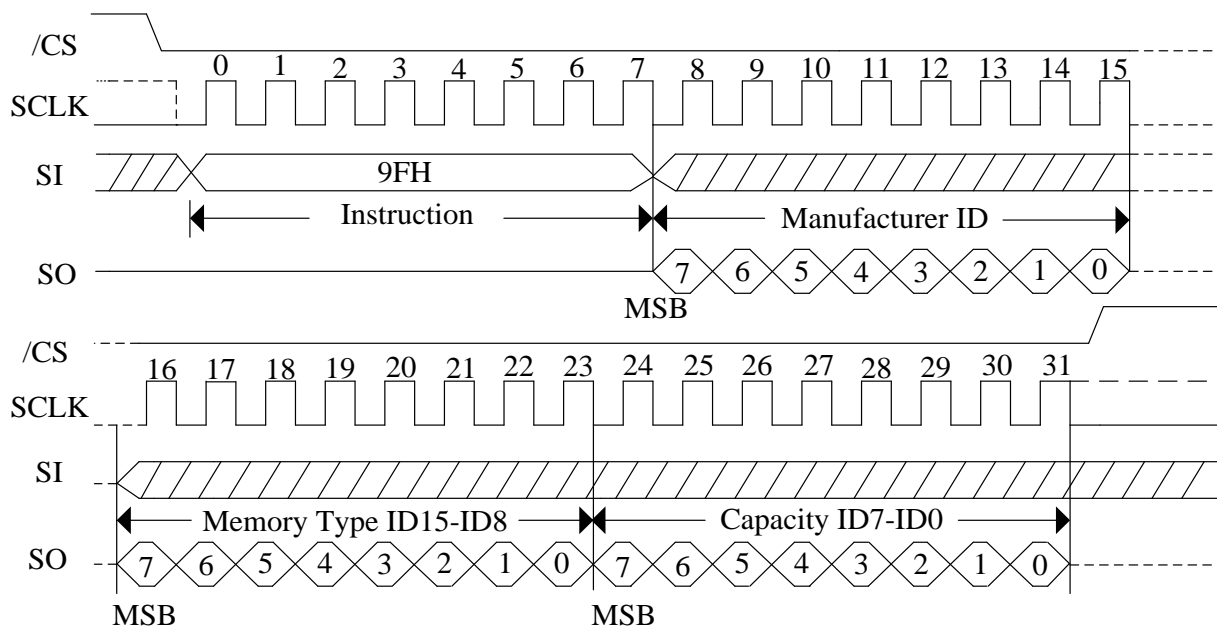 /CS
0 1 2 3 4 5 6 7 8 9 10 11 12 13 14 15
SCLK
SI 9FH
Instruction Manufacturer ID
SO 7 6 5 4 3 2 1 0
MSB
/CS
16 17 18 19 20 21 22 23 24 25 26 27 28 29 30 31
SCLK
SI
Memory Type ID15-ID8 Capacity ID7-ID0
SO 7 6 5 4 3 2 1 0 7 6 5 4 3 2 1 0
MSB MSB